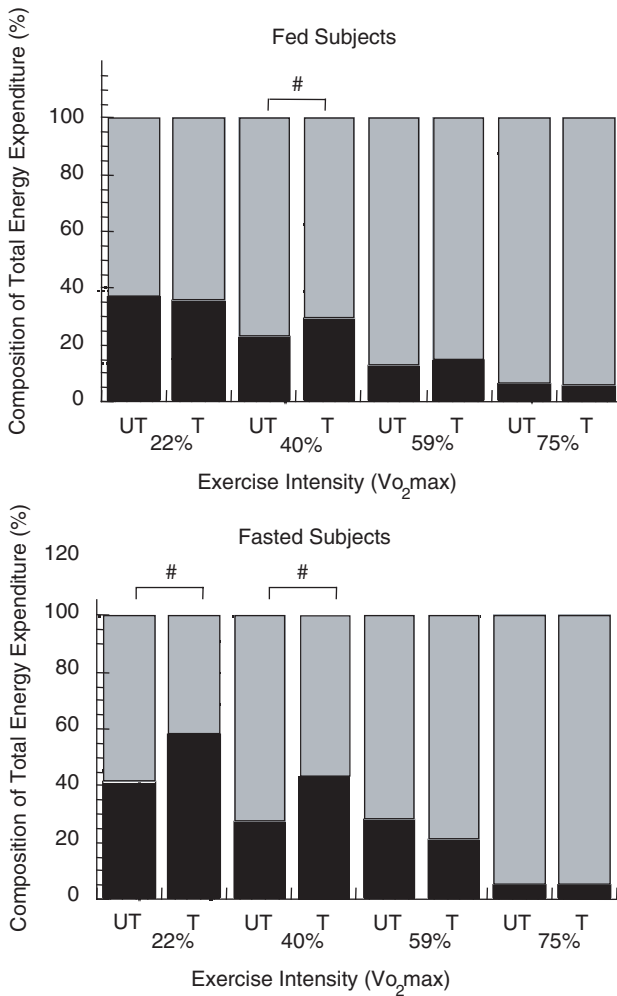 Fed Subjects
Composition of Total Energy Expenditure (%)
#
100
80
60
40
20
0
UT T UT T UT T UT T
22% 40% 59% 75%
Exercise Intensity (Vo2max)
Fasted Subjects
Composition of Total Energy Expenditure (%)
120
# #
100
80
60
40
20
0
UT T UT T UT T UT T
22% 40% 59% 75%
Exercise Intensity (Vo2max)